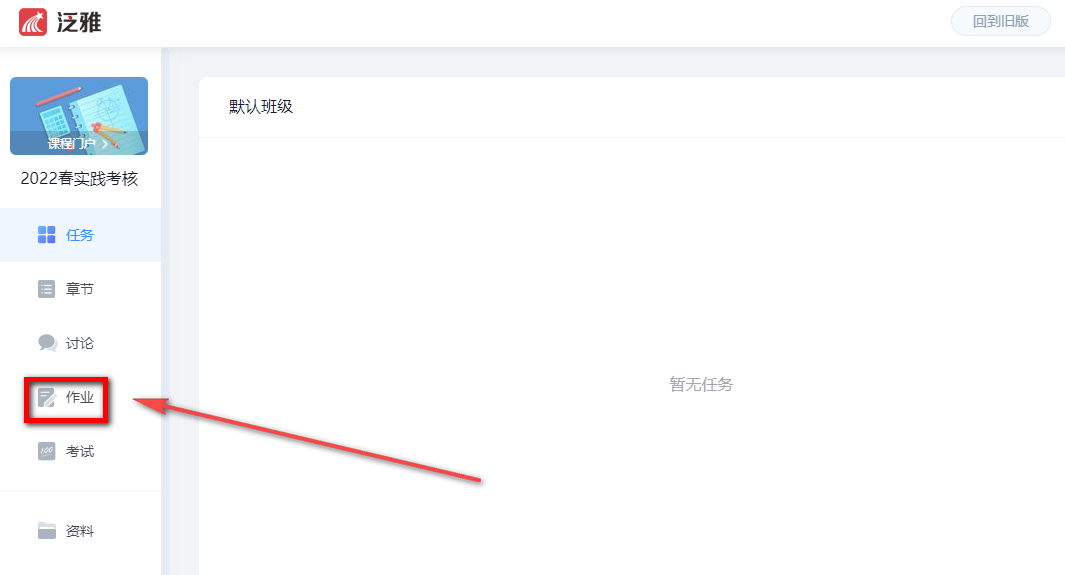 泛雅
回到旧版
课程门户 >
2022春实践考核
任务
章节
讨论
作业
考试
资料
默认班级
暂无任务